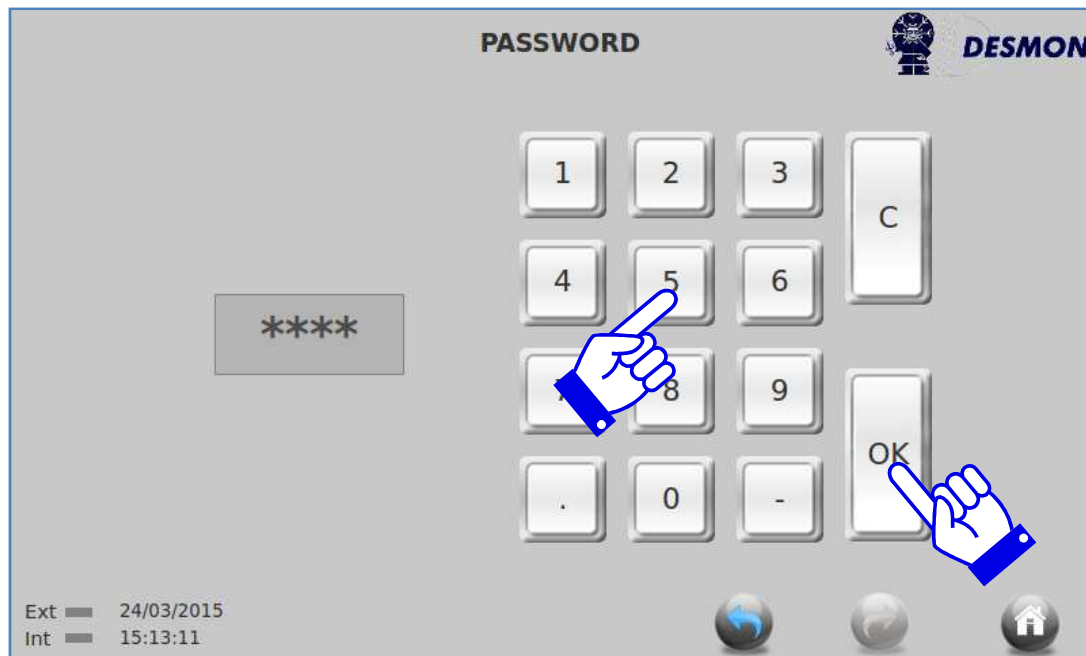 PASSWORD
DESMON
1 2 3
C
4 5 6
****
7 8 9
OK
. 0 -
Ext 24/03/2015
Int 15:13:11